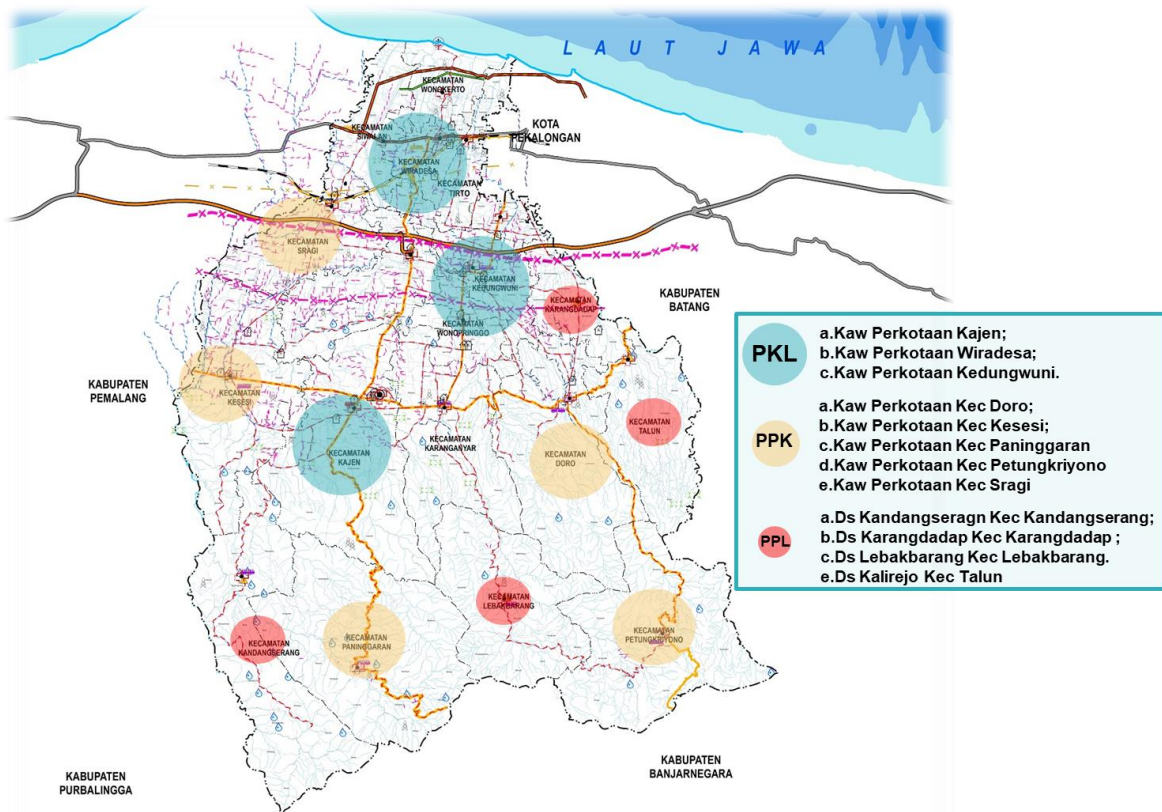 LAUT JAWA
KECAMATAN
WONOKERTO
KOTA
PEKALONGAN
KECAMATAN
SIWALAN
KECAMATAN
WIRADESA
KECAMATAN
TIRTO
KECAMATAN
SRAGI
KECAMATAN
KEDUNGWUNI
KECAMATAN
KARANGDADAP
KABUPATEN
BATANG
KECAMATAN
WONOPRINGGO
KABUPATEN
PEMALANG
KECAMATAN
KESESI
KECAMATAN
TALUN
KECAMATAN
KARANGANYAR
KECAMATAN
KAJEN
KECAMATAN
DORO
KECAMATAN
LEBAKBARANG
KECAMATAN
KANDANGSERANG
KECAMATAN
PANINGGARAN
KECAMATAN
PETUNGKRIYONO
KABUPATEN
PURBALINGGA
KABUPATEN
BANJARNEGARA
PKL
a.Kaw Perkotaan Kajen;
b.Kaw Perkotaan Wiradesa;
c.Kaw Perkotaan Kedungwuni.
PPK
a.Kaw Perkotaan Kec Doro;
b.Kaw Perkotaan Kec Kesesi;
c.Kaw Perkotaan Kec Paninggaran
d.Kaw Perkotaan Kec Petungkriyono
e.Kaw Perkotaan Kec Sragi
PPL
a.Ds Kandangseragn Kec Kandangserang;
b.Ds Karangdadap Kec Karangdadap ;
c.Ds Lebakbarang Kec Lebakbarang.
e.Ds Kalirejo Kec Talun